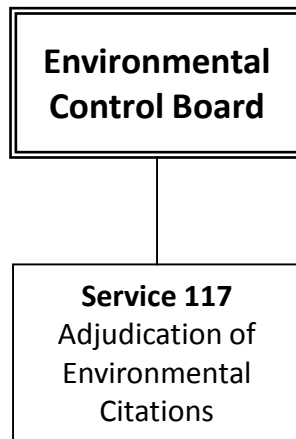 Environmental
Control Board
Service 117
Adjudication of
Environmental
Citations